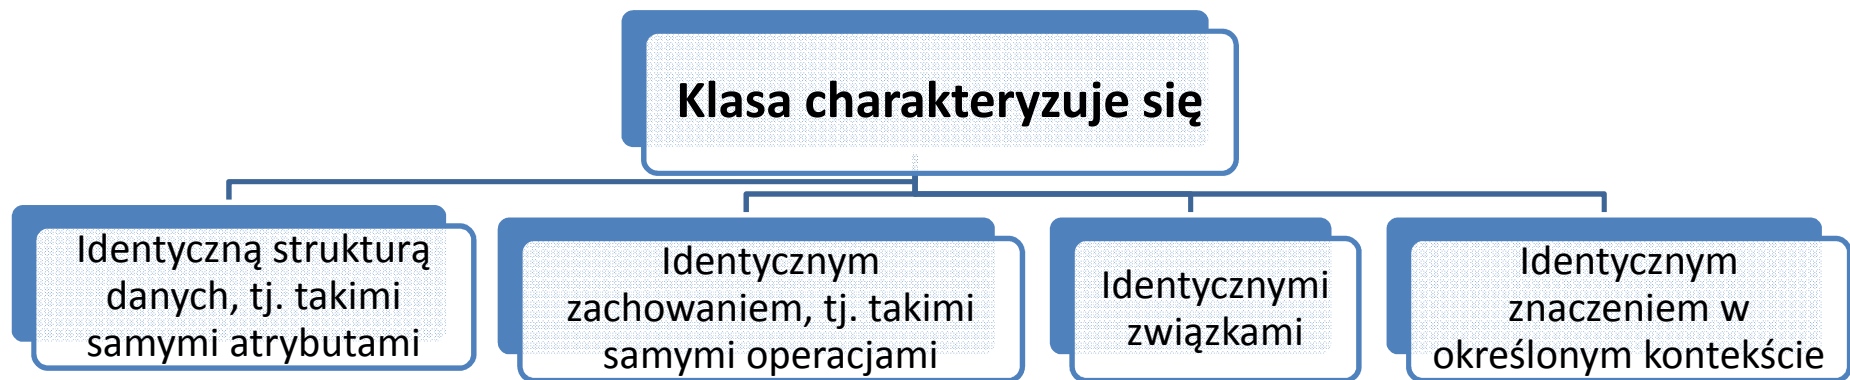 Klasa charakteryzuje się
Identyczną strukturą
danych, tj. takimi
samymi atrybutami
Identycznym
zachowaniem, tj. takimi
samymi operacjami
Identycznymi
związkami
Identycznym
znaczeniem w
określonym kontekście